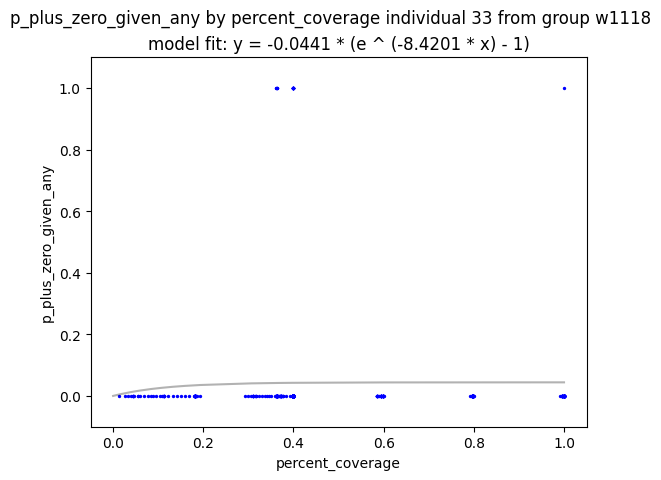 p_plus_zero_given_any by percent_coverage individual 33 from group w1118
model fit: y = -0.0441 * (e ^ (-8.4201 * x) - 1)
p_plus_zero_given_any
1.0
0.8
0.6
0.4
0.2
0.0
0.0 0.2 0.4 0.6 0.8 1.0
percent_coverage